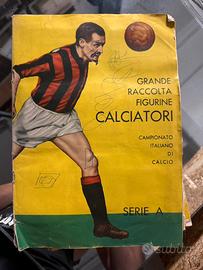 GRANDE
RACCOLTA
FIGURINE
CALCIATORI
CAMPIONATO
ITALIANO
DI
CALCIO
SERIE A
Subito